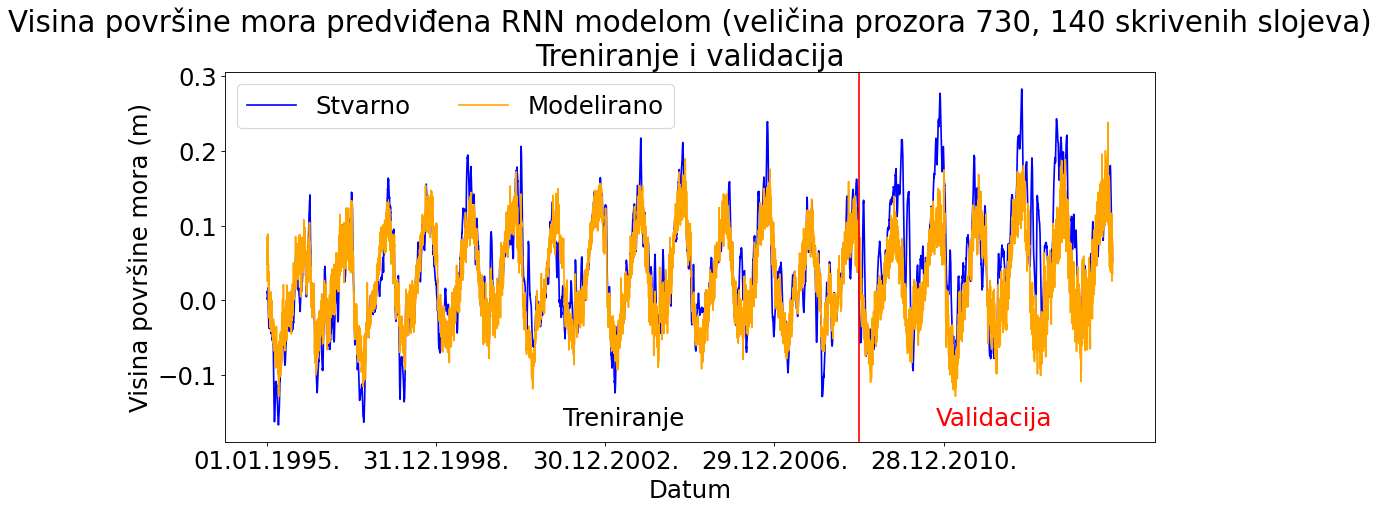 Visina površine mora predviđena RNN modelom (veličina prozora 730, 140 skrivenih slojeva)
Treniranje i validacija
Stvarno
Modelirano
Visina površine mora (m)
0.3
0.2
0.1
0.0
−0.1
Treniranje
Validacija
01.01.1995.
31.12.1998.
30.12.2002.
29.12.2006.
28.12.2010.
Datum